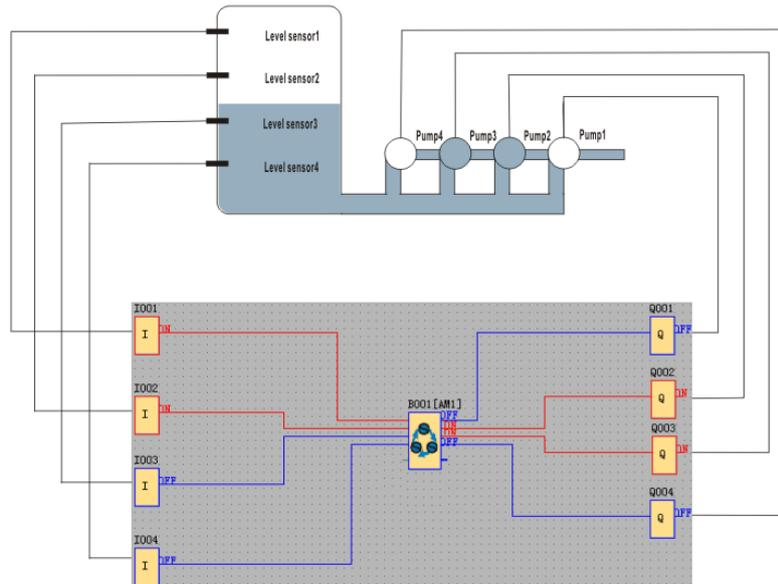 Level sensor1
Level sensor2
Level sensor3
Level sensor4
Pump4
Pump3
Pump2
Pump1
I001
I
ON
I002
I
ON
I003
I
OFF
I004
I
OFF
B001[AM1]
OFF
ON
ON
OFF
Q001
Q
OFF
Q002
Q
ON
Q003
Q
ON
Q004
Q
OFF